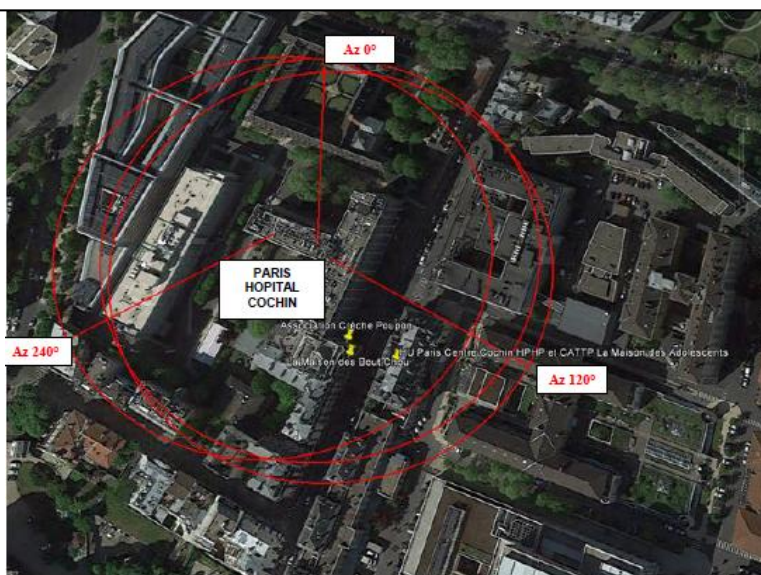 Az 0°
PARIS
HOPITAL
COCHIN
Association Crèche Poupon
La Maison des Bout'Chou
U Paris Centre Cochin HPHP et CATTP La Maison des Adolescents
Az 240°
Az 120°